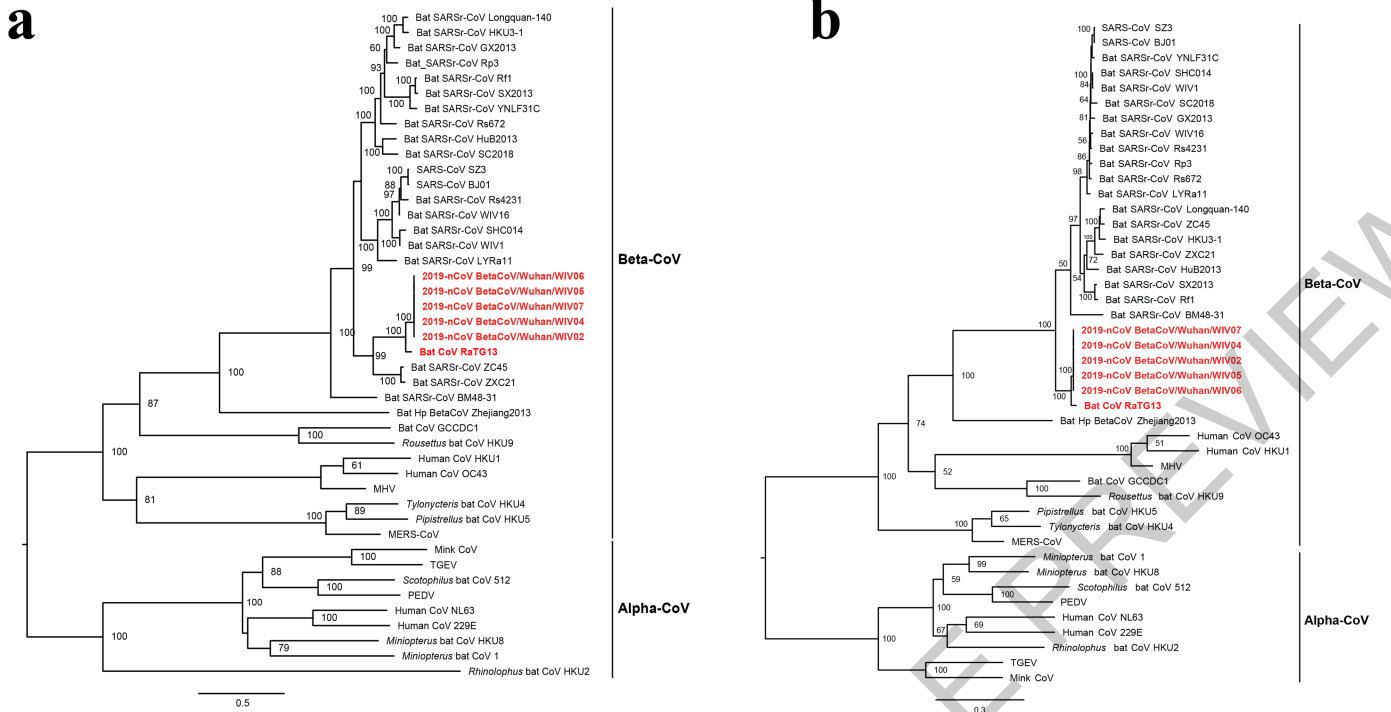 a
100
Bat SARSr-CoV Longquan-140
100
Bat SARSr-CoV HKU3-1
60
Bat SARSr-CoV GX2013
93
Bat_SARSr-CoV Rp3
100
Bat SARSr-CoV Rf1
Bat SARSr-CoV SX2013
100
Bat SARSr-CoV YNLF31C
100
Bat SARSr-CoV Rs672
Bat SARSr-CoV HuB2013
100
Bat SARSr-CoV SC2018
100
SARS-CoV SZ3
88
SARS-CoV BJ01
97
Bat SARSr-CoV Rs4231
100
Bat SARSr-CoV WIV16
Bat SARSr-CoV SHC014
100
100
Bat SARSr-CoV WIV1
Bat SARSr-CoV LYRa11
99
2019-nCoV BetaCoV/Wuhan/WIV06
2019-nCoV BetaCoV/Wuhan/WIV05
2019-nCoV BetaCoV/Wuhan/WIV07
100
2019-nCoV BetaCoV/Wuhan/WIV04
100
100
2019-nCoV BetaCoV/Wuhan/WIV02
Bat CoV RaTG13
99
Bat SARSr-CoV ZC45
100
Bat SARSr-CoV ZXC21
100
Bat SARSr-CoV BM48-31
87
Bat Hp BetaCoV Zhejiang2013
Bat CoV GCCDC1
100
Rousettus bat CoV HKU9
100
Human CoV HKU1
61
Human CoV OC43
81
MHV
Tylonycteris bat CoV HKU4
89
100
Pipistrellus bat CoV HKU5
MERS-CoV
Mink CoV
100
TGEV
88
Scotophilus bat CoV 512
100
PEDV
100
Human CoV NL63
100
Human CoV 229E
100
Miniopterus bat CoV HKU8
79
Miniopterus bat CoV 1
Rhinolophus bat CoV HKU2
0.5
Beta-CoV
Alpha-CoV
b
100
SARS-CoV SZ3
SARS-CoV BJ01
Bat SARSr-CoV YNLF31C
100
Bat SARSr-CoV SHC014
84
Bat SARSr-CoV WIV1
64
Bat SARSr-CoV SC2018
81
Bat SARSr-CoV GX2013
56
Bat SARSr-CoV WIV16
Bat SARSr-CoV Rs4231
86
Bat SARSr-CoV Rp3
98
Bat SARSr-CoV Rs672
Bat SARSr-CoV LYRa11
97
Bat SARSr-CoV Longquan-140
100
Bat SARSr-CoV ZC45
100
Bat SARSr-CoV HKU3-1
72
Bat SARSr-CoV ZXC21
50
54
Bat SARSr-CoV HuB2013
Bat SARSr-CoV SX2013
100
Bat SARSr-CoV Rf1
Bat SARSr-CoV BM48-31
100
2019-nCoV BetaCoV/Wuhan/WIV07
2019-nCoV BetaCoV/Wuhan/WIV04
2019-nCoV BetaCoV/Wuhan/WIV02
100
100
2019-nCoV BetaCoV/Wuhan/WIV05
100
2019-nCoV BetaCoV/Wuhan/WIV06
Bat CoV RaTG13
74
Bat Hp BetaCoV Zhejiang2013
Human CoV OC43
51
100
Human CoV HKU1
MHV
52
100
Bat CoV GCCDC1
100
Rousettus bat CoV HKU9
Pipistrellus bat CoV HKU5
65
100
Tylonycteris bat CoV HKU4
MERS-CoV
Miniopterus bat CoV 1
99
Miniopterus bat CoV HKU8
59
Scotophilus bat CoV 512
100
PEDV
100
Human CoV NL63
69
67
Human CoV 229E
100
Rhinolophus bat CoV HKU2
TGEV
100
Mink CoV
0.3
Beta-CoV
Alpha-CoV
E PREVIEW